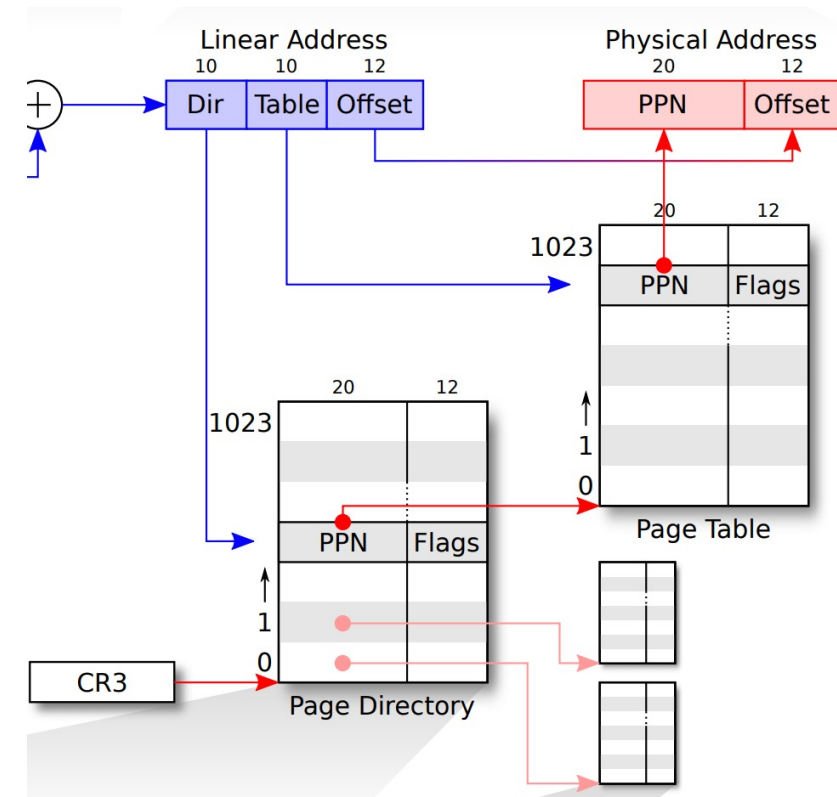 Linear Address
Physical Address
10 10 12
20 12
Dir Table Offset
PPN Offset
20 12
1023
PPN Flags
1
0
Page Table
20 12
1023
PPN Flags
1
0
CR3
Page Directory